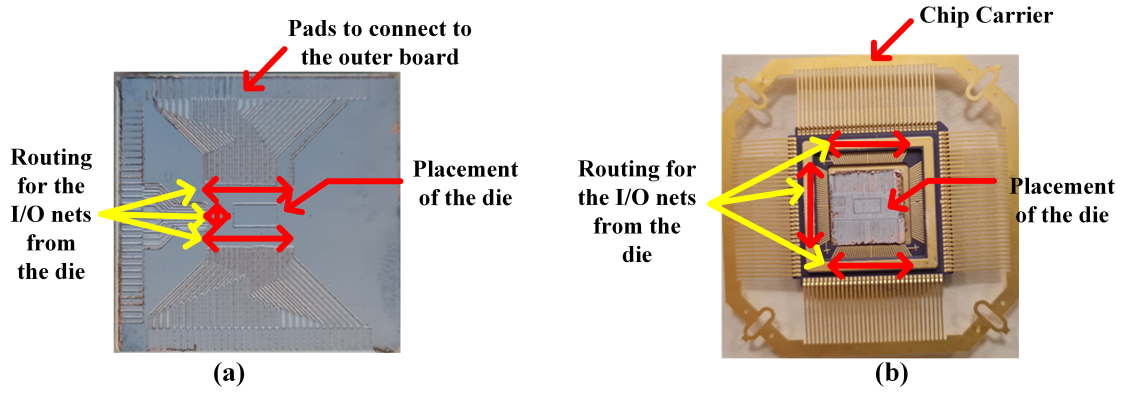 Pads to connect to
the outer board
Routing
for the
I/O nets
from
the die
Placement
of the die
(a)
Chip Carrier
Routing for
the I/O nets
from the
die
Placement
of the die
(b)